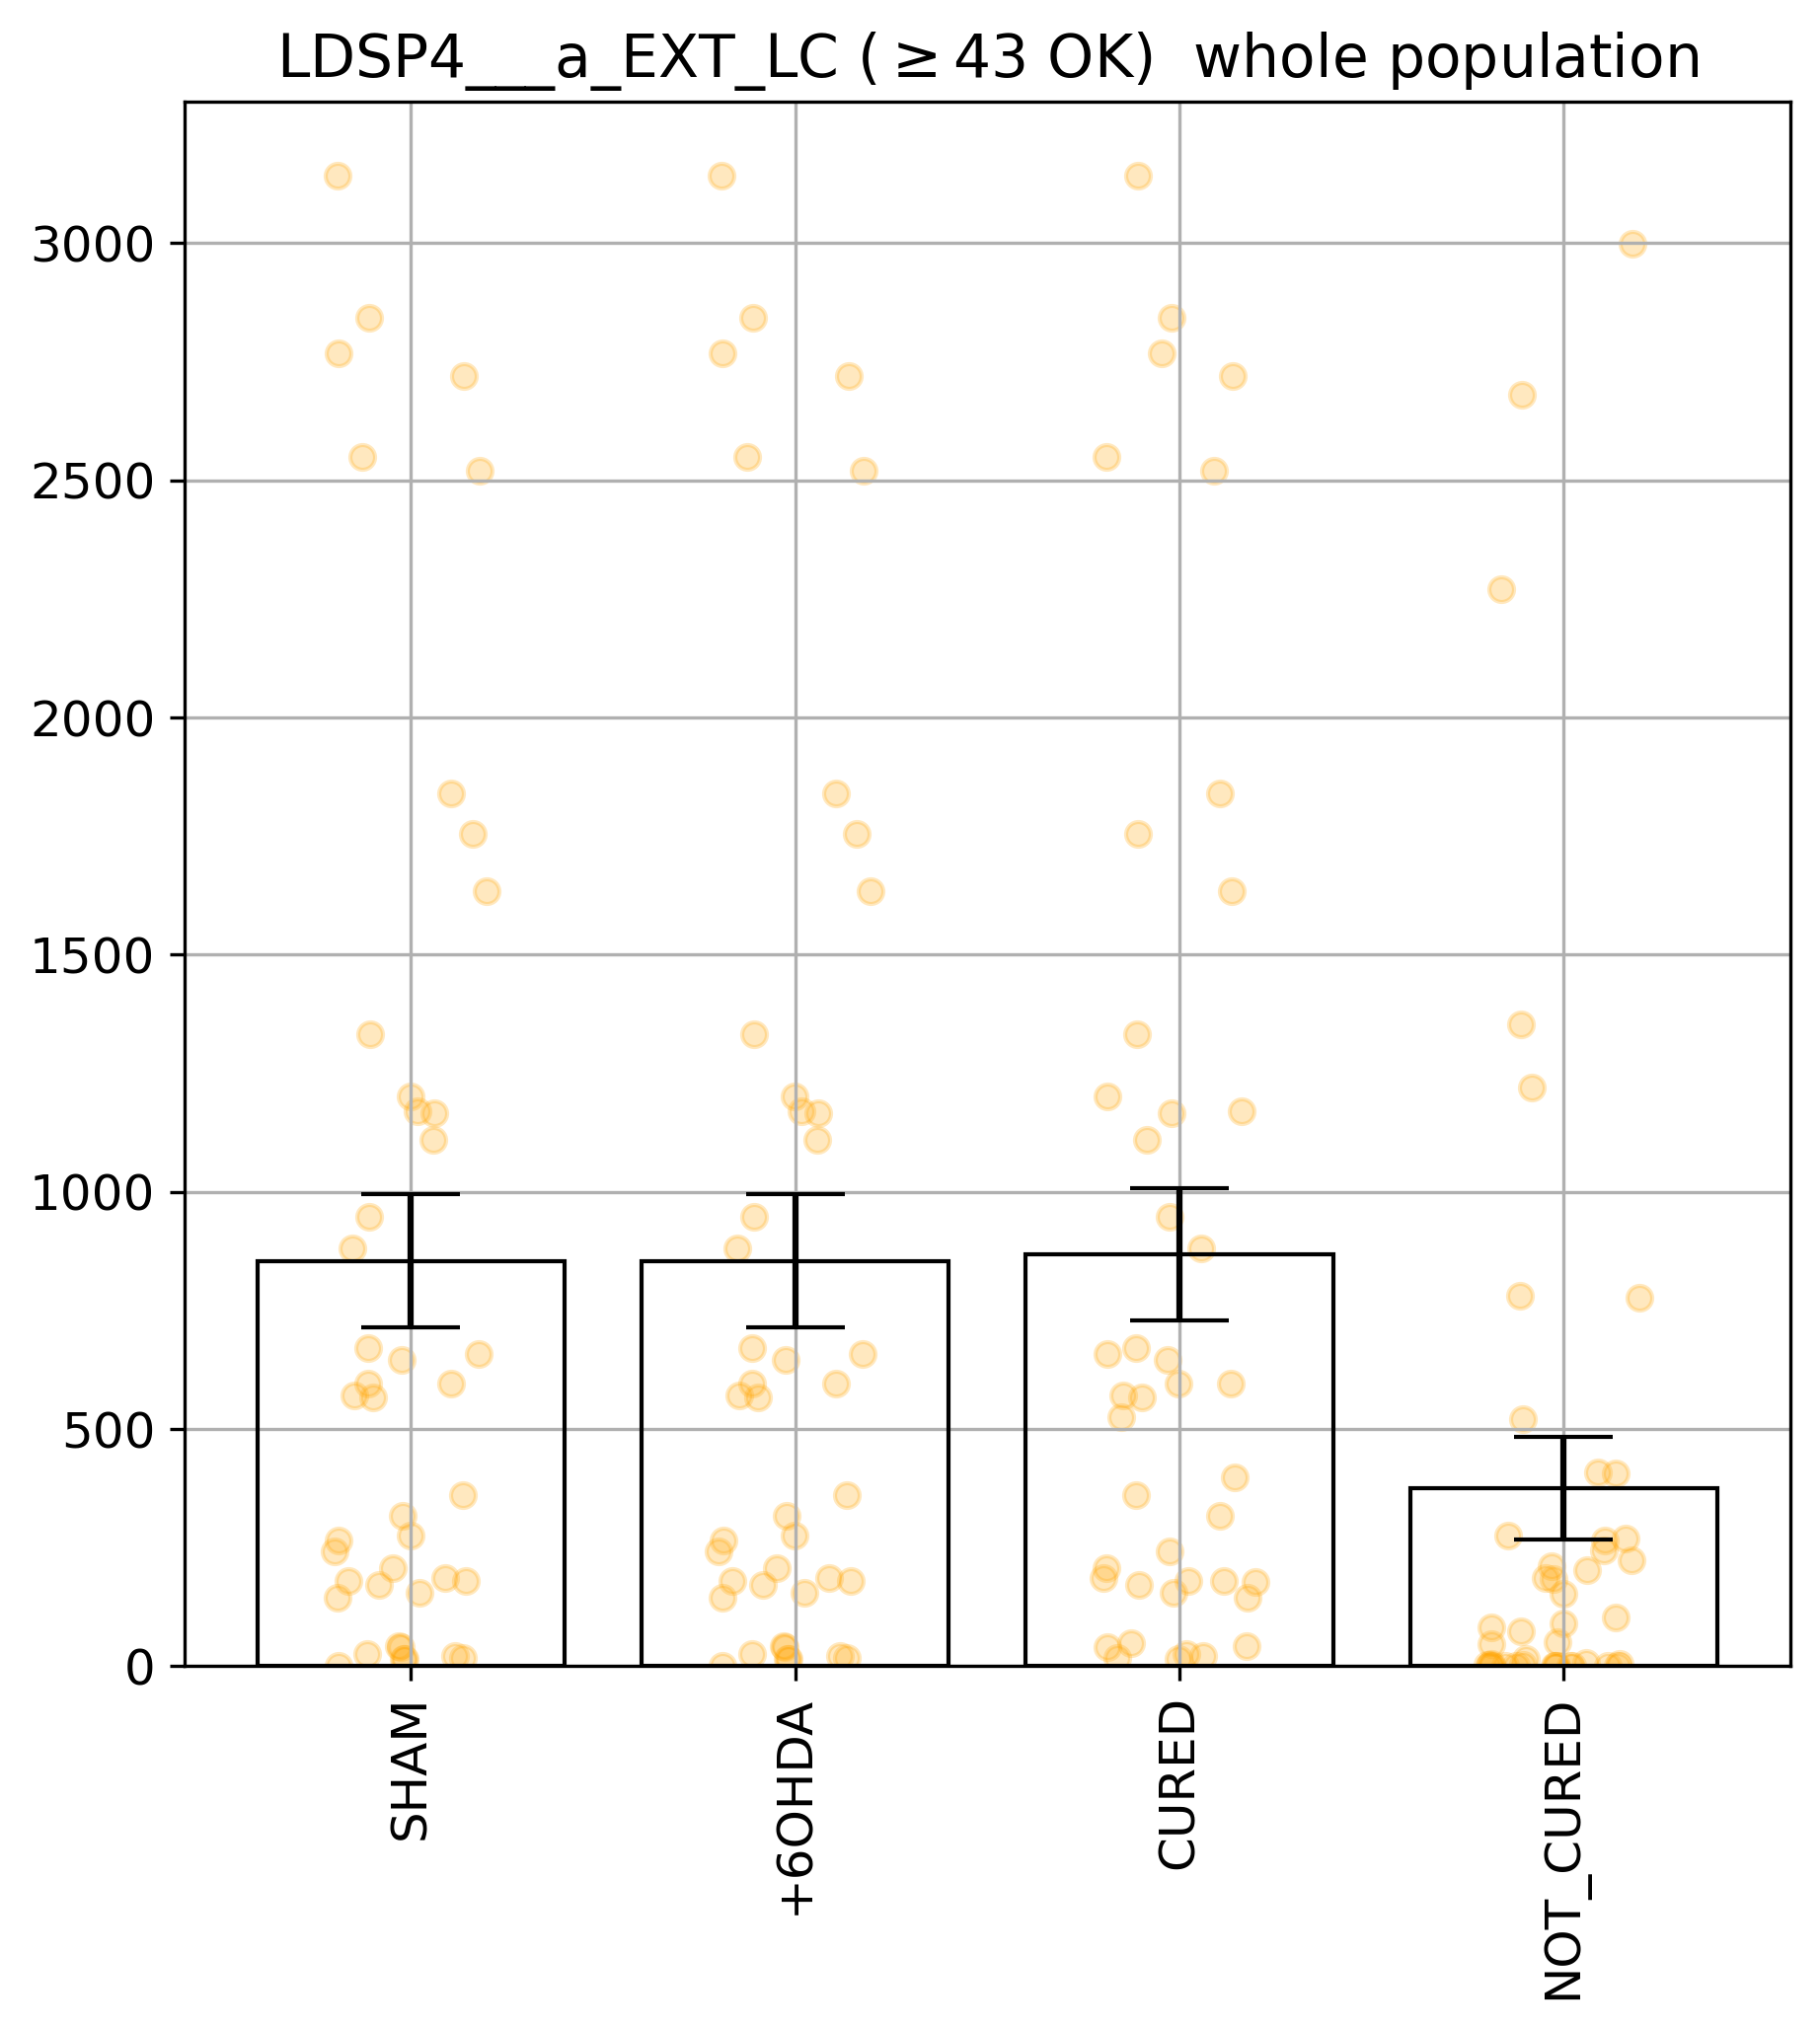 LDSP4___a_EXT_LC (≥43 OK) whole population
3000
2500
2000
1500
1000
500
0
SHAM
+6OHDA
CURED
NOT_CURED